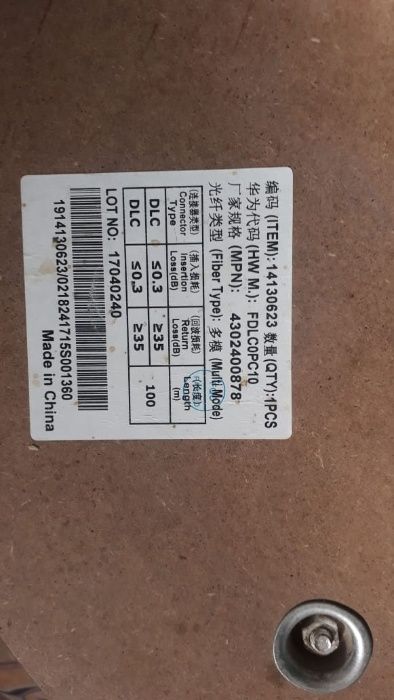 编码 (ITEM): 14130623 数量(QTY):1PCS
华为代码 (HW M.): FDLC0PC10
厂家规格 (MPN): 4302400878
光纤类型 (Fiber Type): 多模 (Multi Mode)
(连接器类型) (插入损耗) (回波损耗) (长度)
Connector Insertion Return Length
Type Loss(dB) Loss(dB) (m)
DLC ≤0.3 ≥35 100
DLC ≤0.3 ≥35
LOT NO: 17040240
1914130623/0218241715S001360
Made in China